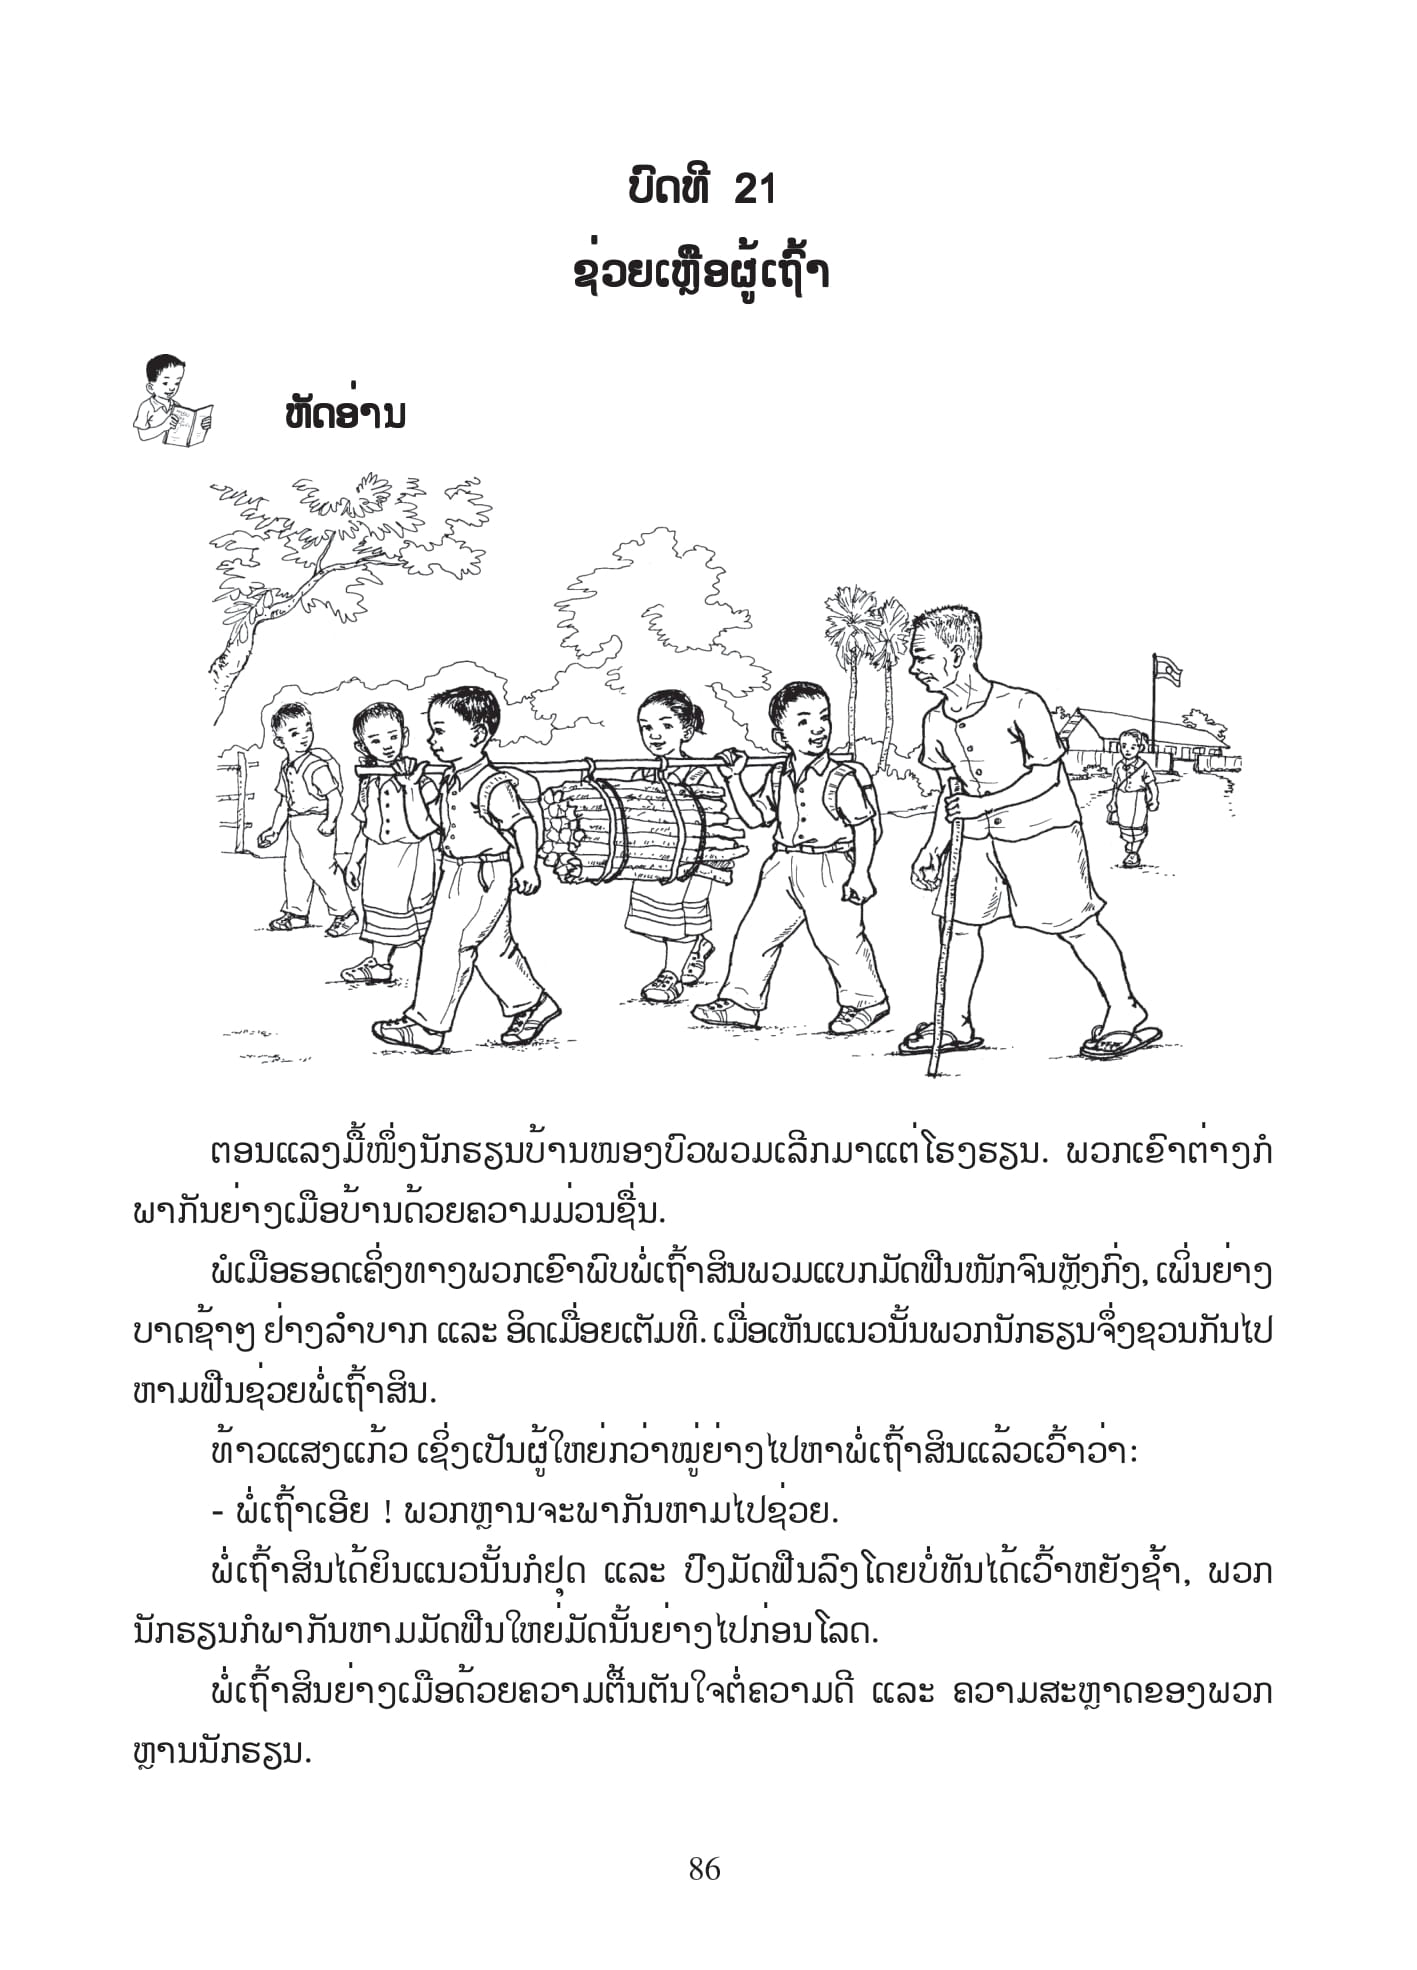 ບົດທີ 21
ຊ່ວຍເຫຼືອຜູ້ເຖົ້າ
ຫັດອ່ານ
ຕອນແລງມື້ໜຶ່ງນັກຮຽນບ້ານໜອງບົວພວມເລີກມາແຕ່ໂຮງຮຽນ. ພວກເຂົາຕ່າງກໍ
ພາກັນຍ່າງເມືອບ້ານດ້ວຍຄວາມມ່ວນຊື່ນ.
ພໍເມືອຮອດເຄິ່ງທາງພວກເຂົາພົບພໍ່ເຖົ້າສິນພວມແບກມັດຟືນໜັກຈົນຫຼັງກົ່ງ, ເພິ່ນຍ່າງ
ບາດຊ້າໆ ຢ່າງລໍາບາກ ແລະ ອິດເມື່ອຍເຕັມທີ. ເມື່ອເຫັນແນວນັ້ນພວກນັກຮຽນຈຶ່ງຊວນກັນໄປ
ຫາມຟືນຊ່ວຍພໍ່ເຖົ້າສິນ.
ທ້າວແສງແກ້ວ ເຊິ່ງເປັນຜູ້ໃຫຍ່ກວ່າໝູ່ຍ່າງໄປຫາພໍ່ເຖົ້າສິນແລ້ວເວົ້າວ່າ:
- ພໍ່ເຖົ້າເອີຍ ! ພວກຫຼານຈະພາກັນຫາມໄປຊ່ວຍ.
ພໍ່ເຖົ້າສິນໄດ້ຍິນແນວນັ້ນກໍຢຸດ ແລະ ປົງມັດຟືນລົງໂດຍບໍ່ທັນໄດ້ເວົ້າຫຍັງຊໍ້າ, ພວກ
ນັກຮຽນກໍພາກັນຫາມມັດຟືນໃຫຍ່ມັດນັ້ນຍ່າງໄປກ່ອນໂລດ.
ພໍ່ເຖົ້າສິນຍ່າງເມືອດ້ວຍຄວາມຕື້ນຕັນໃຈຕໍ່ຄວາມດີ ແລະ ຄວາມສະຫຼາດຂອງພວກ
ຫຼານນັກຮຽນ.
86